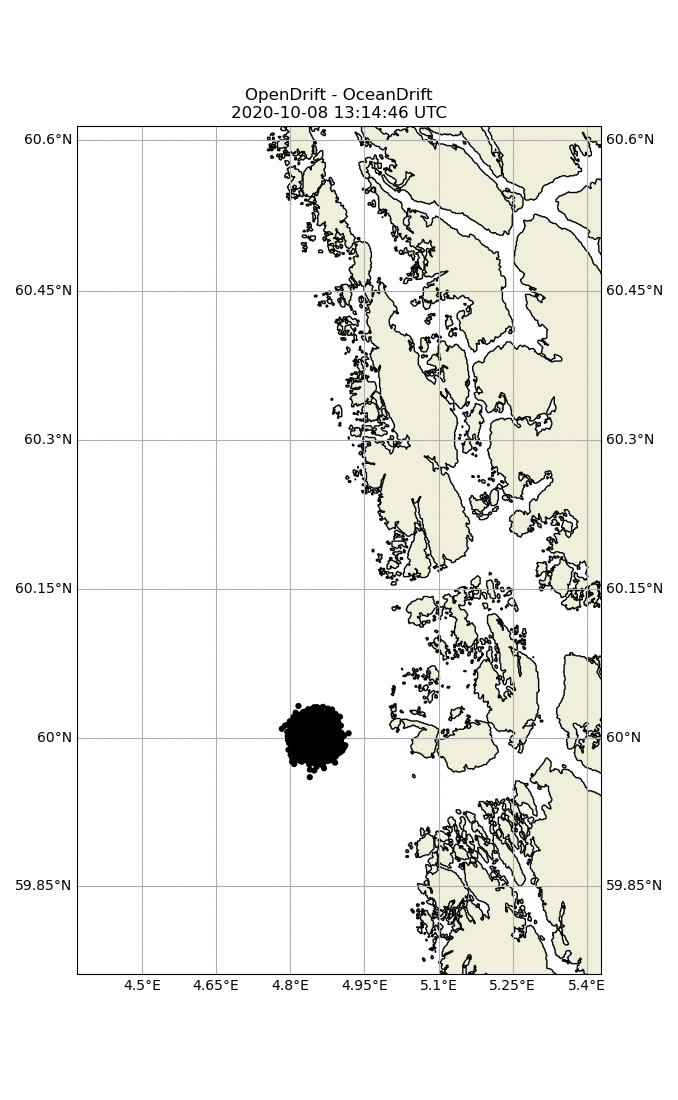 OpenDrift - OceanDrift
2020-10-08 13:14:46 UTC
60.6°N 60.6°N
60.45°N 60.45°N
60.3°N 60.3°N
60.15°N 60.15°N
60°N 60°N
59.85°N 59.85°N
4.5°E 4.65°E 4.8°E 4.95°E 5.1°E 5.25°E 5.4°E